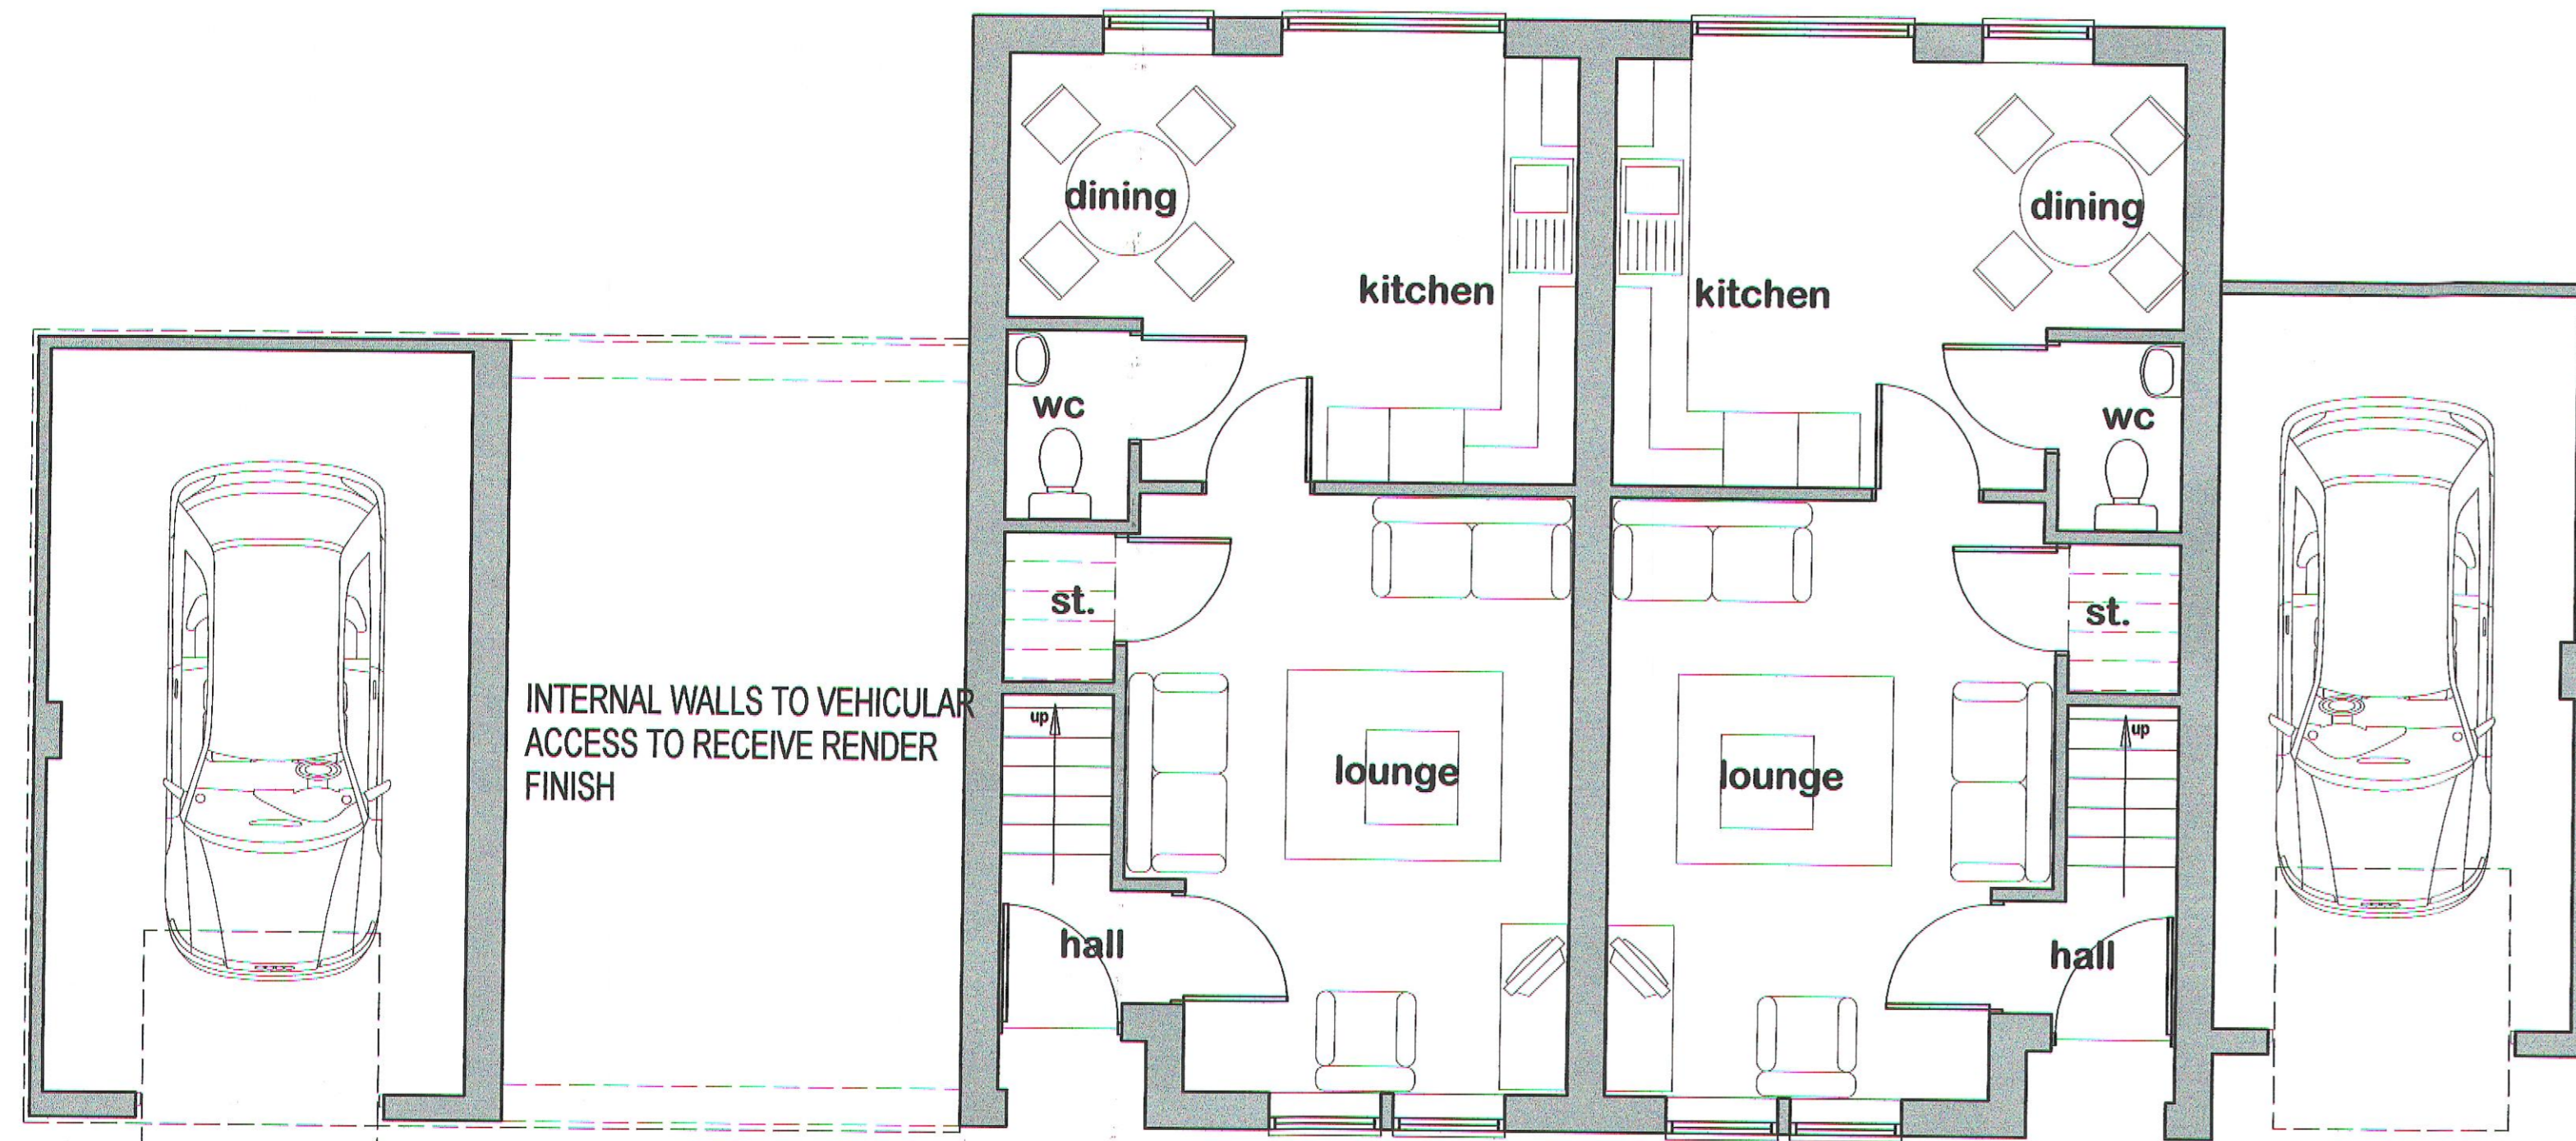 dining
dining
kitchen
kitchen
wc
wc
st.
st.
INTERNAL WALLS TO VEHICULAR
ACCESS TO RECEIVE RENDER
FINISH
up
up
lounge
lounge
hall
hall